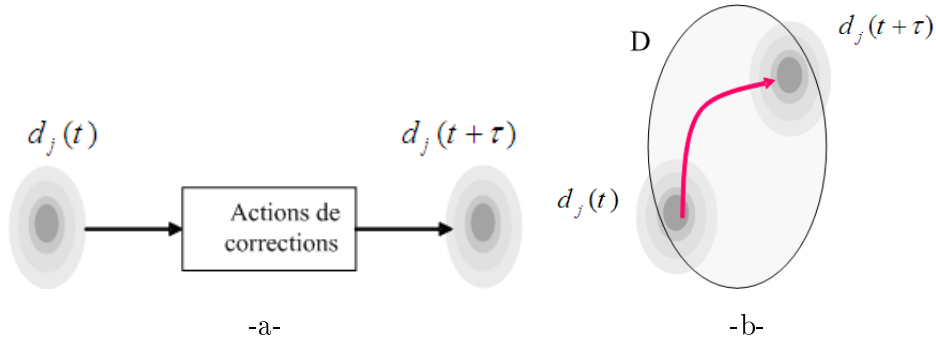 d_j(t)
d_j(t + τ)
Actions de
corrections
-a-
D
d_j(t+τ)
d_j(t)
-b-